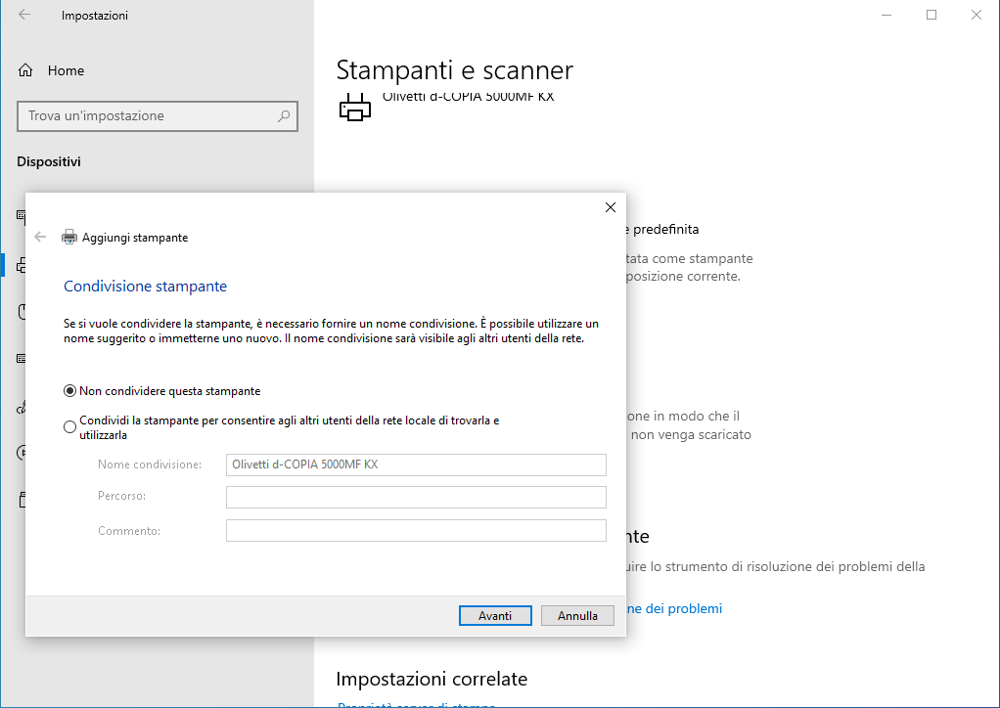 Impostazioni
Home
Trova un'impostazione
Dispositivi
Stampanti e scanner
Olivetti d-COPIA 5000MF KX
e predefinita
tata come stampante
posizione corrente.
one in modo che il
non venga scaricato
nte
uire lo strumento di risoluzione dei problemi della
ne dei problemi
Impostazioni correlate
Proprietà server di stampa
Aggiungi stampante
Condivisione stampante
Se si vuole condividere la stampante, è necessario fornire un nome condivisione. È possibile utilizzare un
nome suggerito o immetterne uno nuovo. Il nome condivisione sarà visibile agli altri utenti della rete.
Non condividere questa stampante
Condividi la stampante per consentire agli altri utenti della rete locale di trovarla e
utilizzarla
Nome condivisione: Olivetti d-COPIA 5000MF KX
Percorso:
Commento:
Avanti Annulla